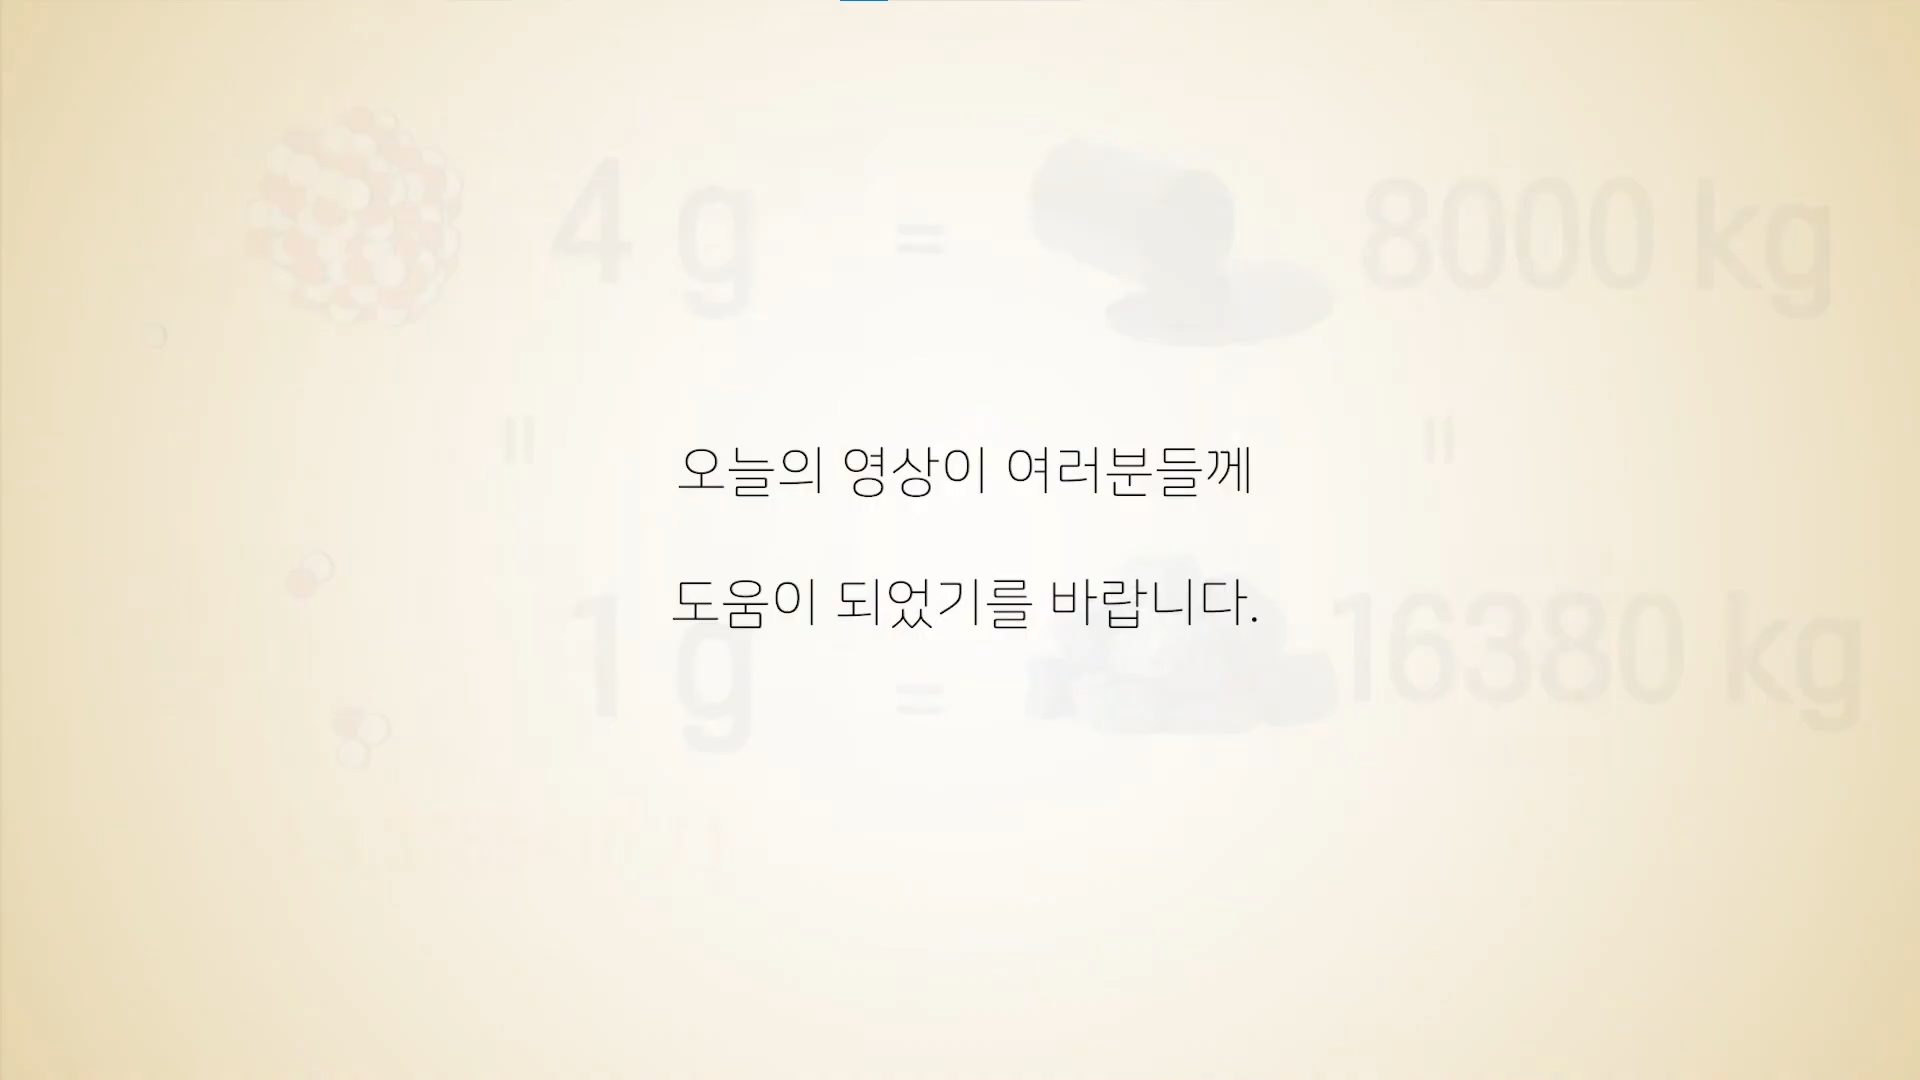 4 g = 8000 kg
= =
오늘의 영상이 여러분들께
도움이 되었기를 바랍니다.
1 g = 16380 kg